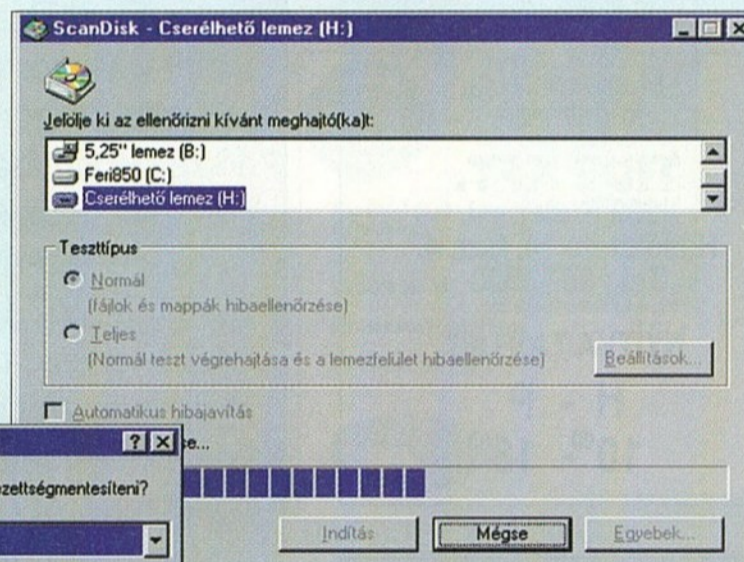 ScanDisk - Cserélhető lemez (H:)
Jelölje ki az ellenőrizni kívánt meghajtó(ka)t:
5,25" lemez (B:)
Feri850 (C:)
Cserélhető lemez (H:)
Teszttípus
Normál
(fájlok és mappák hibaellenőrzése)
Teljes
(Normál teszt végrehajtása és a lemezfelület hibaellenőrzése)
Beállítások...
Automatikus hibajavítás
se...
zettségmentesíteni?
Indítás
Mégse
Egyebek...